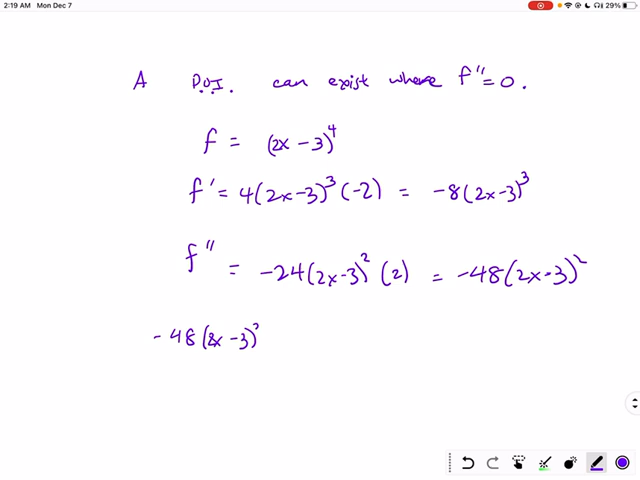 2:19 AM Mon Dec 7
29%
A P.O.I. can exist where f''=0.
f = (2x-3)^4
f' = 4(2x-3)^3(-2) = -8(2x-3)^3
f'' = -24(2x-3)^2(2) = -48(2x-3)^2
-48(2x-3)^2